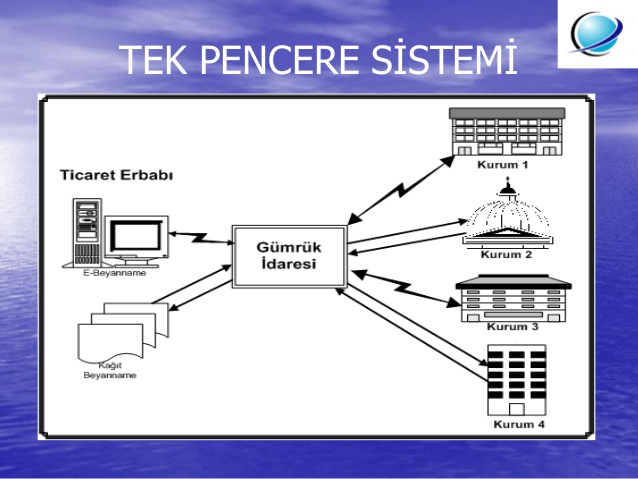 TEK PENCERE SİSTEMİ
Ticaret Erbabı
E-Beyanname
Kağıt
Beyanname
Gümrük
İdaresi
Kurum 1
Kurum 2
Kurum 3
Kurum 4